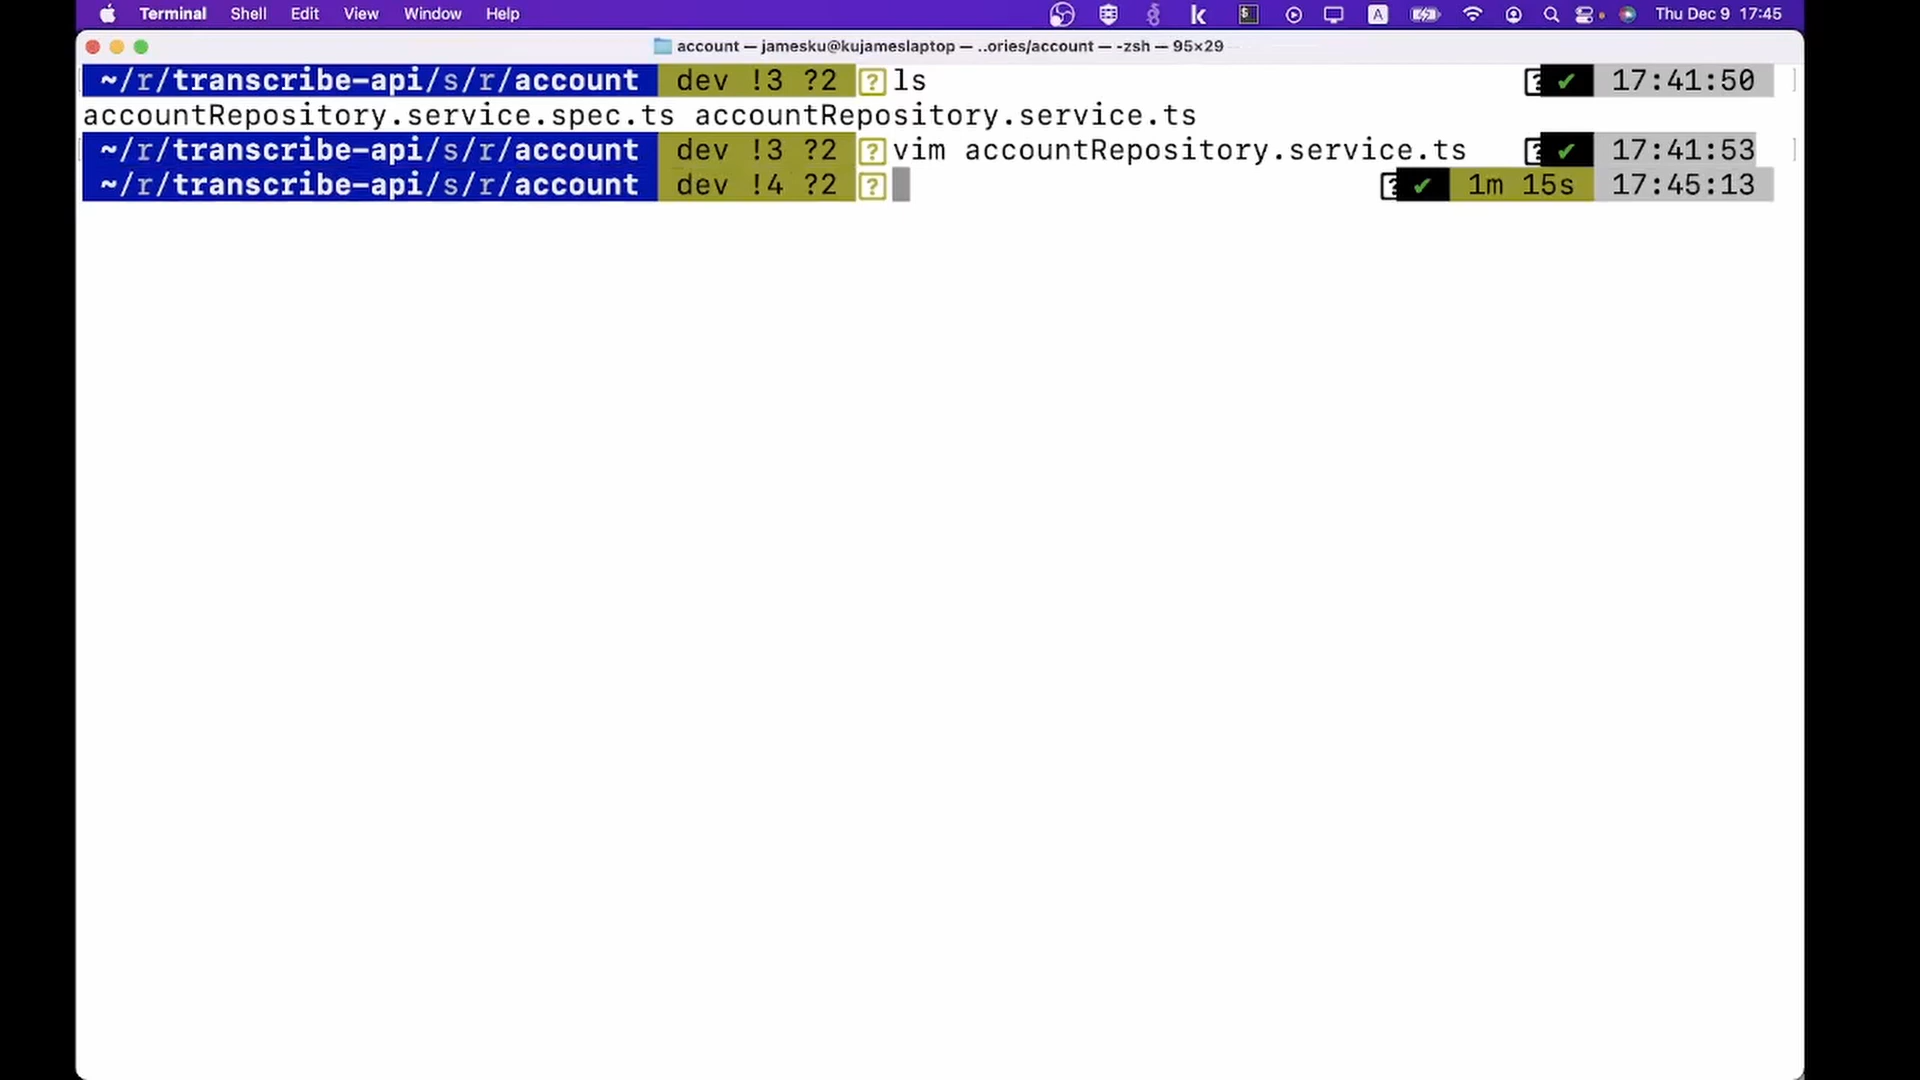 Terminal Shell Edit View Window Help A Thu Dec 9 17:45
account — jamesku@kujameslaptop — ..ories/account — -zsh — 95×29
~/r/transcribe-api/s/r/account dev !3 ?2 ? ls ? ✔ 17:41:50
accountRepository.service.spec.ts accountRepository.service.ts
~/r/transcribe-api/s/r/account dev !3 ?2 ? vim accountRepository.service.ts ? ✔ 17:41:53
~/r/transcribe-api/s/r/account dev !4 ?2 ? ? ✔ 1m 15s 17:45:13